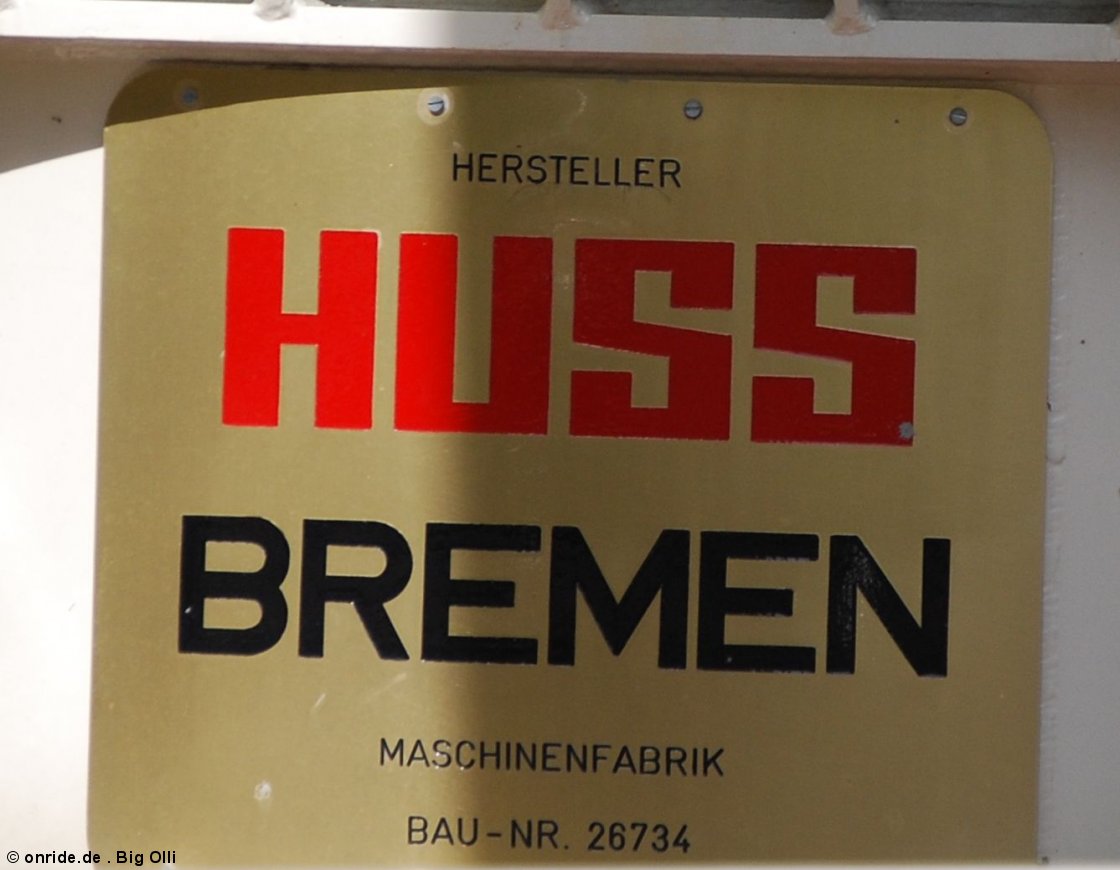 HERSTELLER
HUSS
BREMEN
MASCHINENFABRIK
BAU-NR. 26734
© onride.de . Big Olli